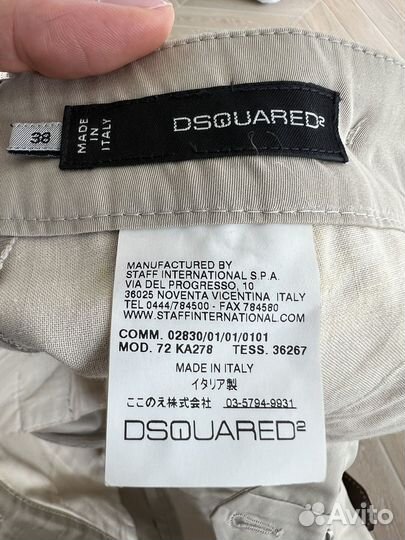 38
MADE
IN
ITALY
DSQUARED2
MANUFACTURED BY
STAFF INTERNATIONAL S.P.A.
VIA DEL PROGRESSO, 10
36025 NOVENTA VICENTINA ITALY
TEL 0444/784500 - FAX 784580
WWW.STAFFINTERNATIONAL.COM
COMM. 02830/01/01/0101
MOD. 72 KA278 TESS. 36267
MADE IN ITALY
イタリア製
ここのえ株式会社 03-5794-9931
DSQUARED2
Avito